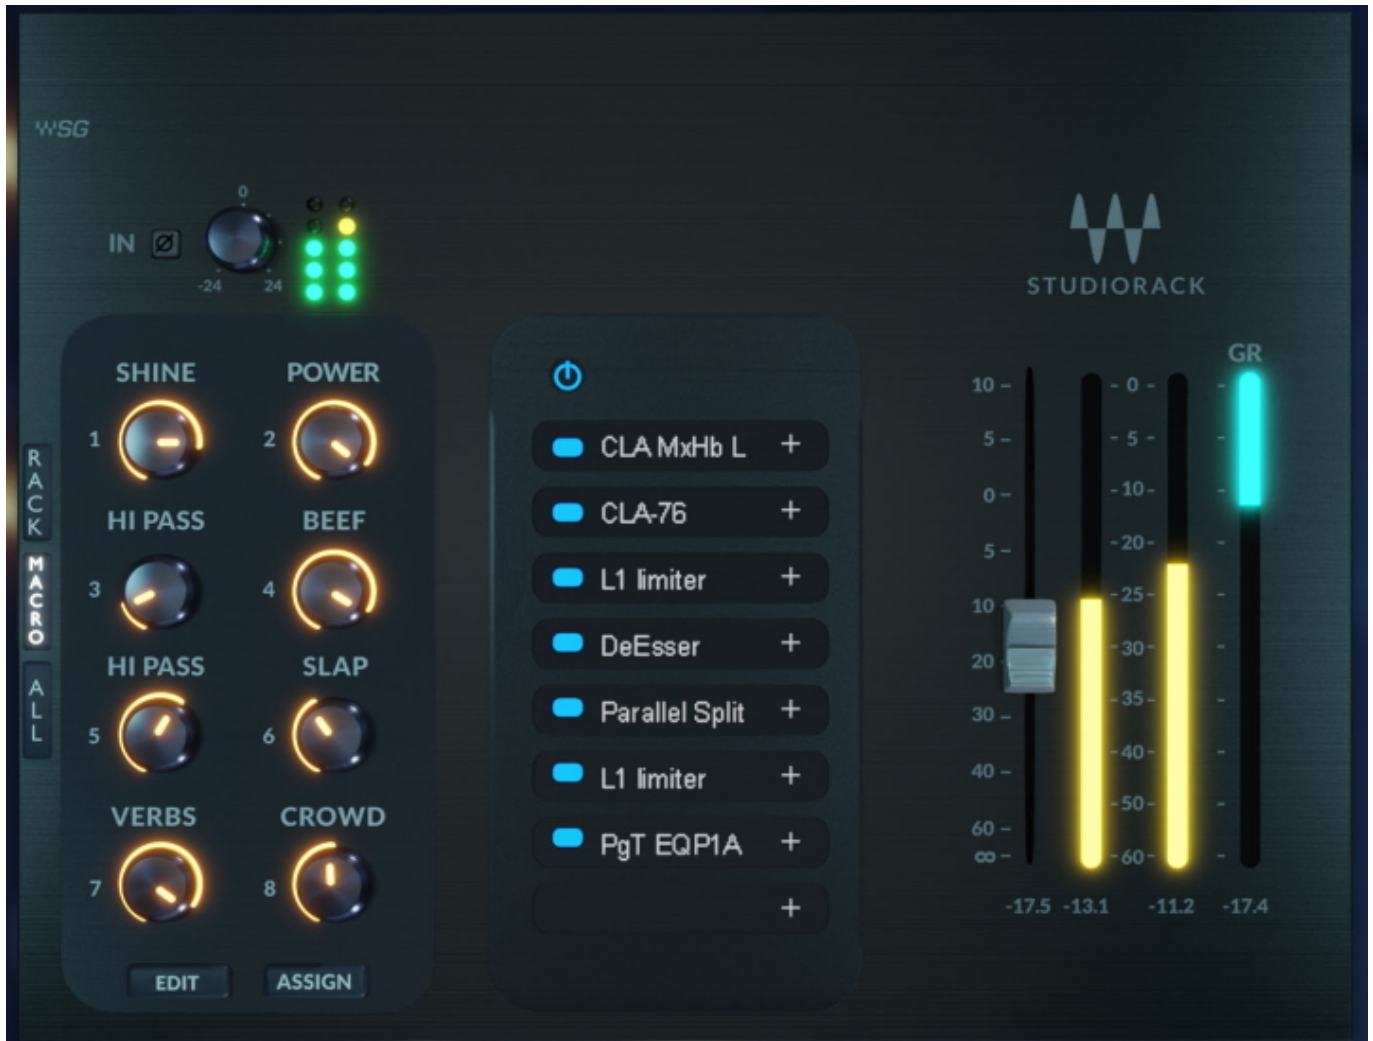 WSG
0
IN Ø
-24 24
STUDIORACK
SHINE POWER
1 2
HI PASS BEEF
3 4
HI PASS SLAP
5 6
VERBS CROWD
7 8
EDIT ASSIGN
RACK
MACRO
ALL
CLA MxHb L +
CLA-76 +
L1 limiter +
DeEsser +
Parallel Split +
L1 limiter +
PgT EQP1A +
+
GR
10 - - 0 - -
5 - - 5 - -
0 - - 10 - -
5 - - 20 - -
10 - 25 - -
20 - 30 - -
30 - - 35 - -
40 - - 40 - -
60 - - 50 - -
∞ - - 60 - -
-17.5 -13.1 -11.2 -17.4